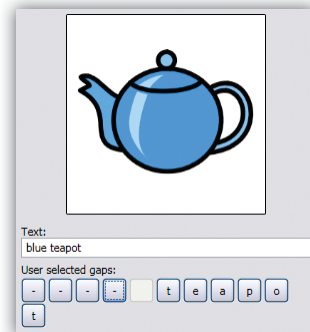 Text:
blue teapot
User selected gaps:
- - - - t e a p o
t